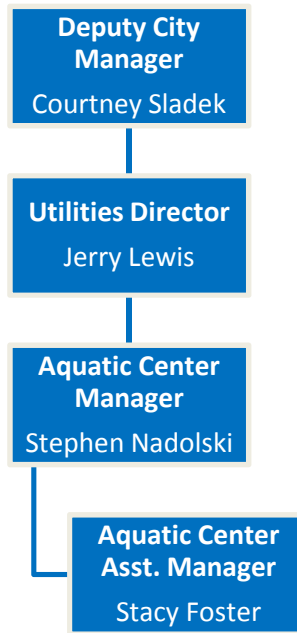 Deputy City
Manager
Courtney Sladek
Utilities Director
Jerry Lewis
Aquatic Center
Manager
Stephen Nadolski
Aquatic Center
Asst. Manager
Stacy Foster